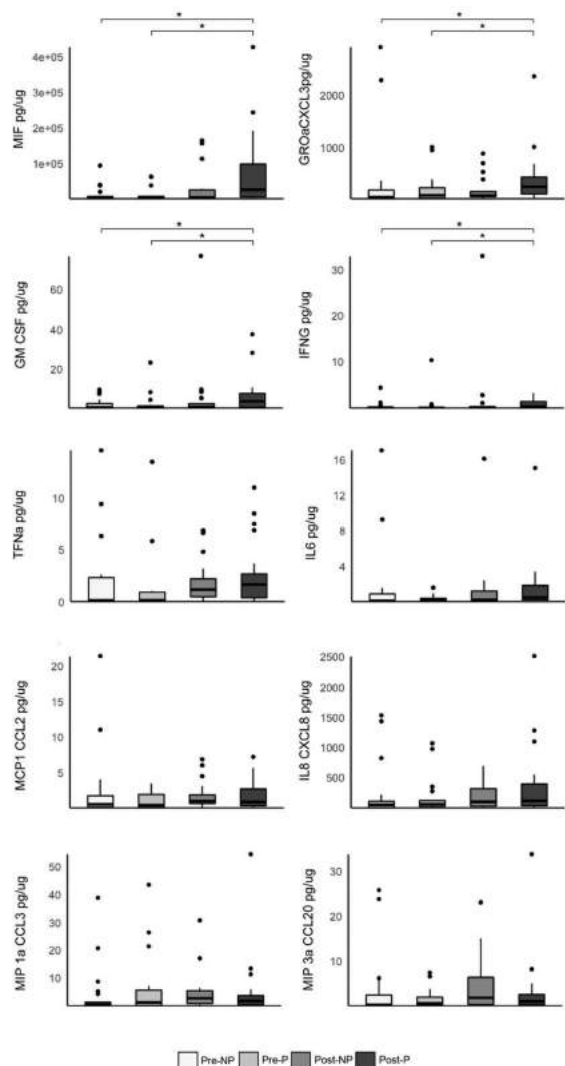 * *
* *
4e+05
3e+05
2e+05
1e+05
MIF pg/ug
2000
1000
GROaCXCL3pg/ug
* *
* *
60
40
20
GM CSF pg/ug
30
20
10
IFNG pg/ug
10
5
0
TFNa pg/ug
16
12
8
4
IL6 pg/ug
20
15
10
5
MCP1 CCL2 pg/ug
2500
2000
1500
1000
500
IL8 CXCL8 pg/ug
50
40
30
20
10
MIP 1a CCL3 pg/ug
30
20
10
MIP 3a CCL20 pg/ug
Pre-NP Pre-P Post-NP Post-P